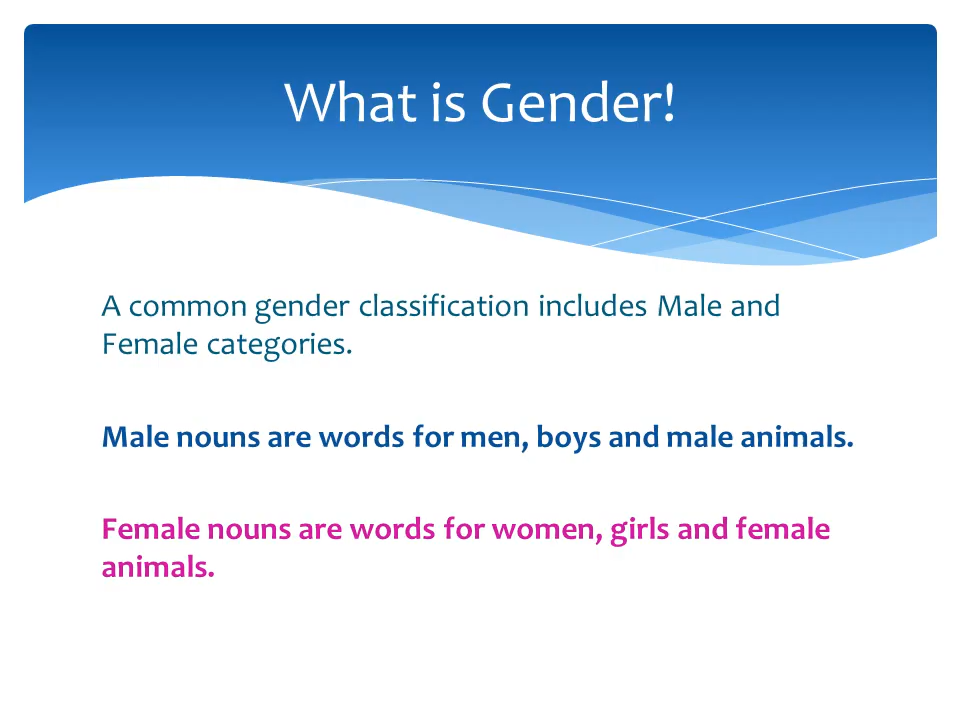 What is Gender!
A common gender classification includes Male and
Female categories.
Male nouns are words for men, boys and male animals.
Female nouns are words for women, girls and female
animals.